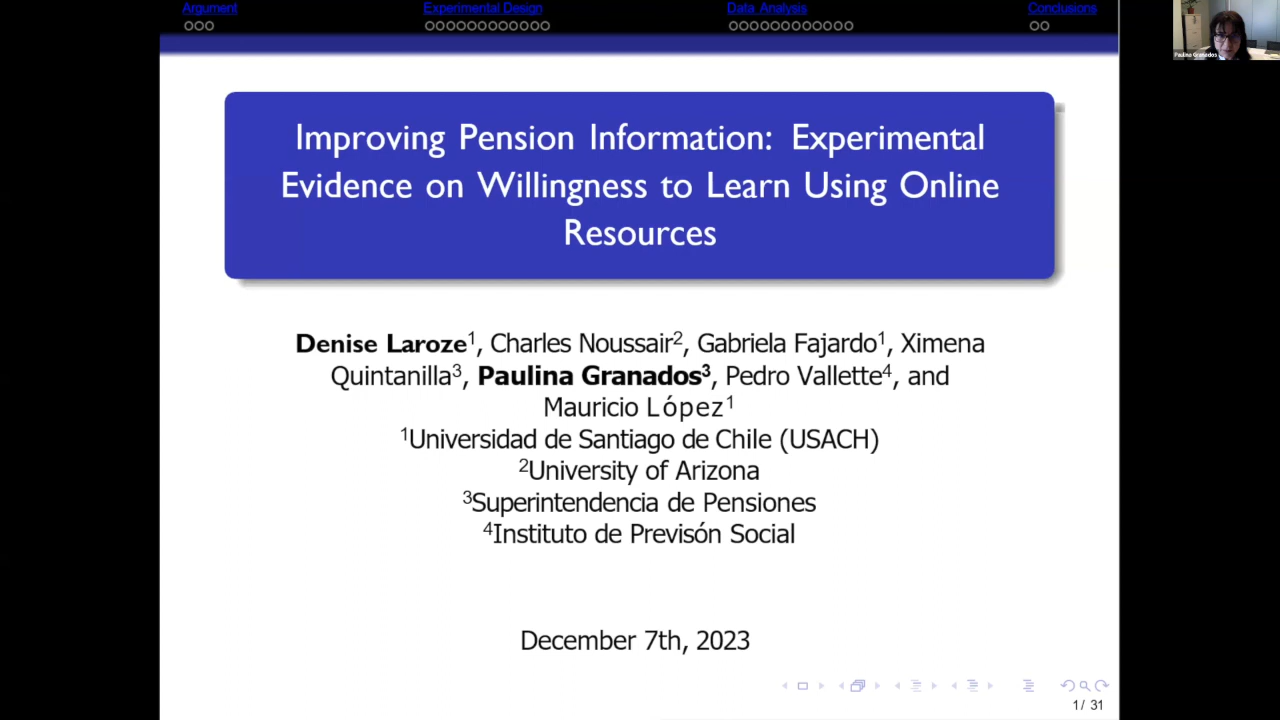 Argument Experimental Design Data Analysis Conclusions
Paulina Granados
Improving Pension Information: Experimental
Evidence on Willingness to Learn Using Online
Resources
Denise Laroze¹, Charles Noussair², Gabriela Fajardo¹, Ximena
Quintanilla³, Paulina Granados³, Pedro Vallette⁴, and
Mauricio López¹
¹Universidad de Santiago de Chile (USACH)
²University of Arizona
³Superintendencia de Pensiones
⁴Instituto de Previsón Social
December 7th, 2023
1/ 31